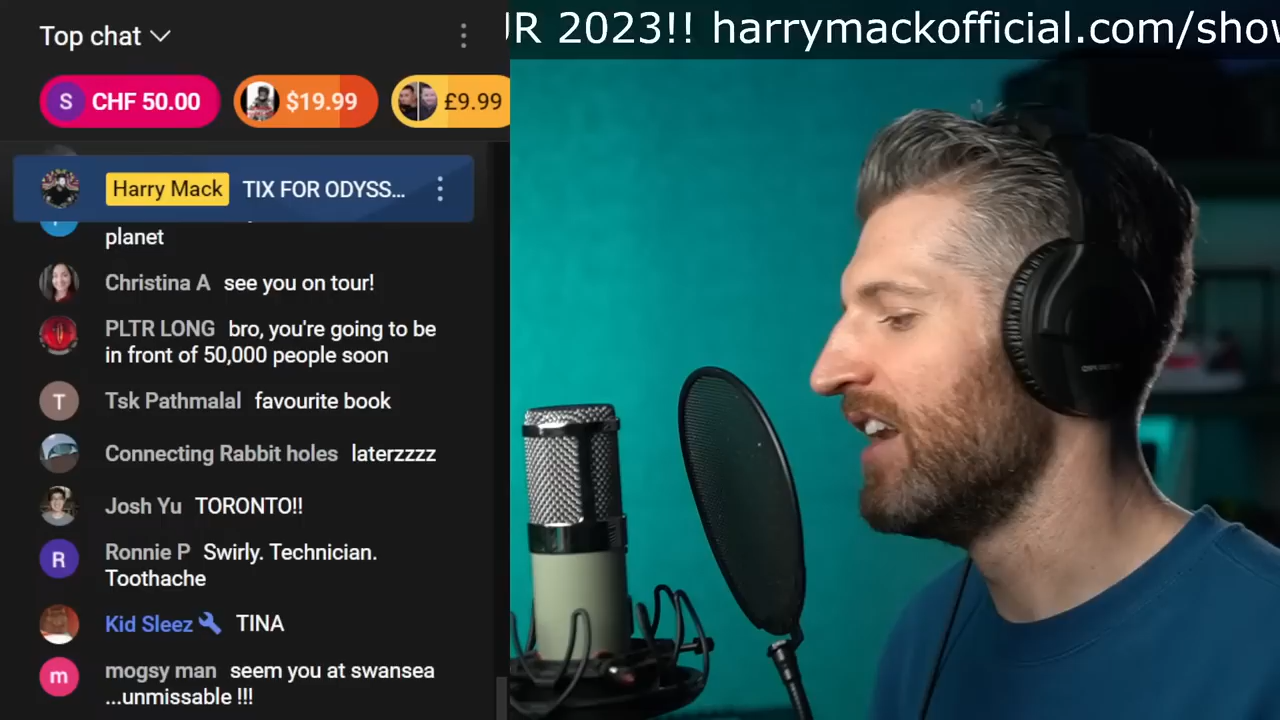 Top chat
UR 2023!! harrymackofficial.com/show
S CHF 50.00
$19.99
£9.99
Harry Mack TIX FOR ODYSS...
planet
Christina A see you on tour!
PLTR LONG bro, you're going to be
in front of 50,000 people soon
T Tsk Pathmalal favourite book
Connecting Rabbit holes laterzzzz
Josh Yu TORONTO!!
R Ronnie P Swirly. Technician.
Toothache
Kid Sleez TINA
m mogsy man seem you at swansea
...unmissable !!!